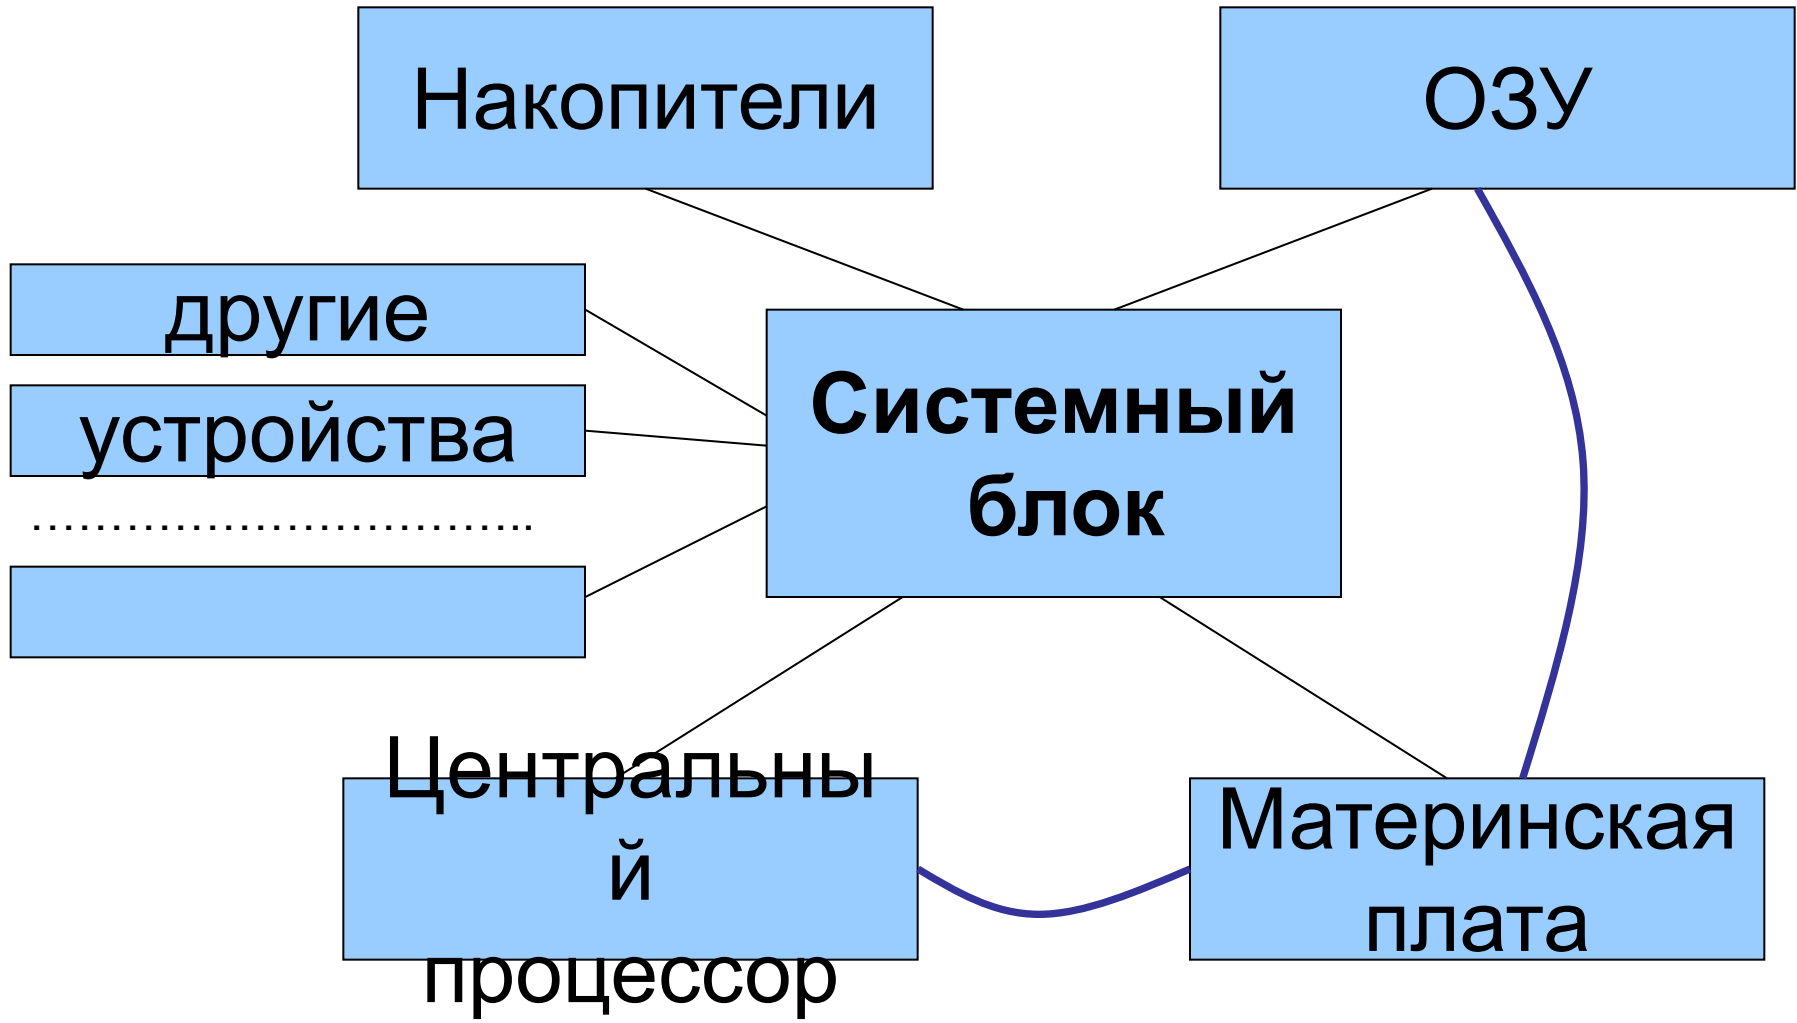 Накопители
ОЗУ
другие
устройства
…………………………..
Системный
блок
Центральны
й
процессор
Материнская
плата